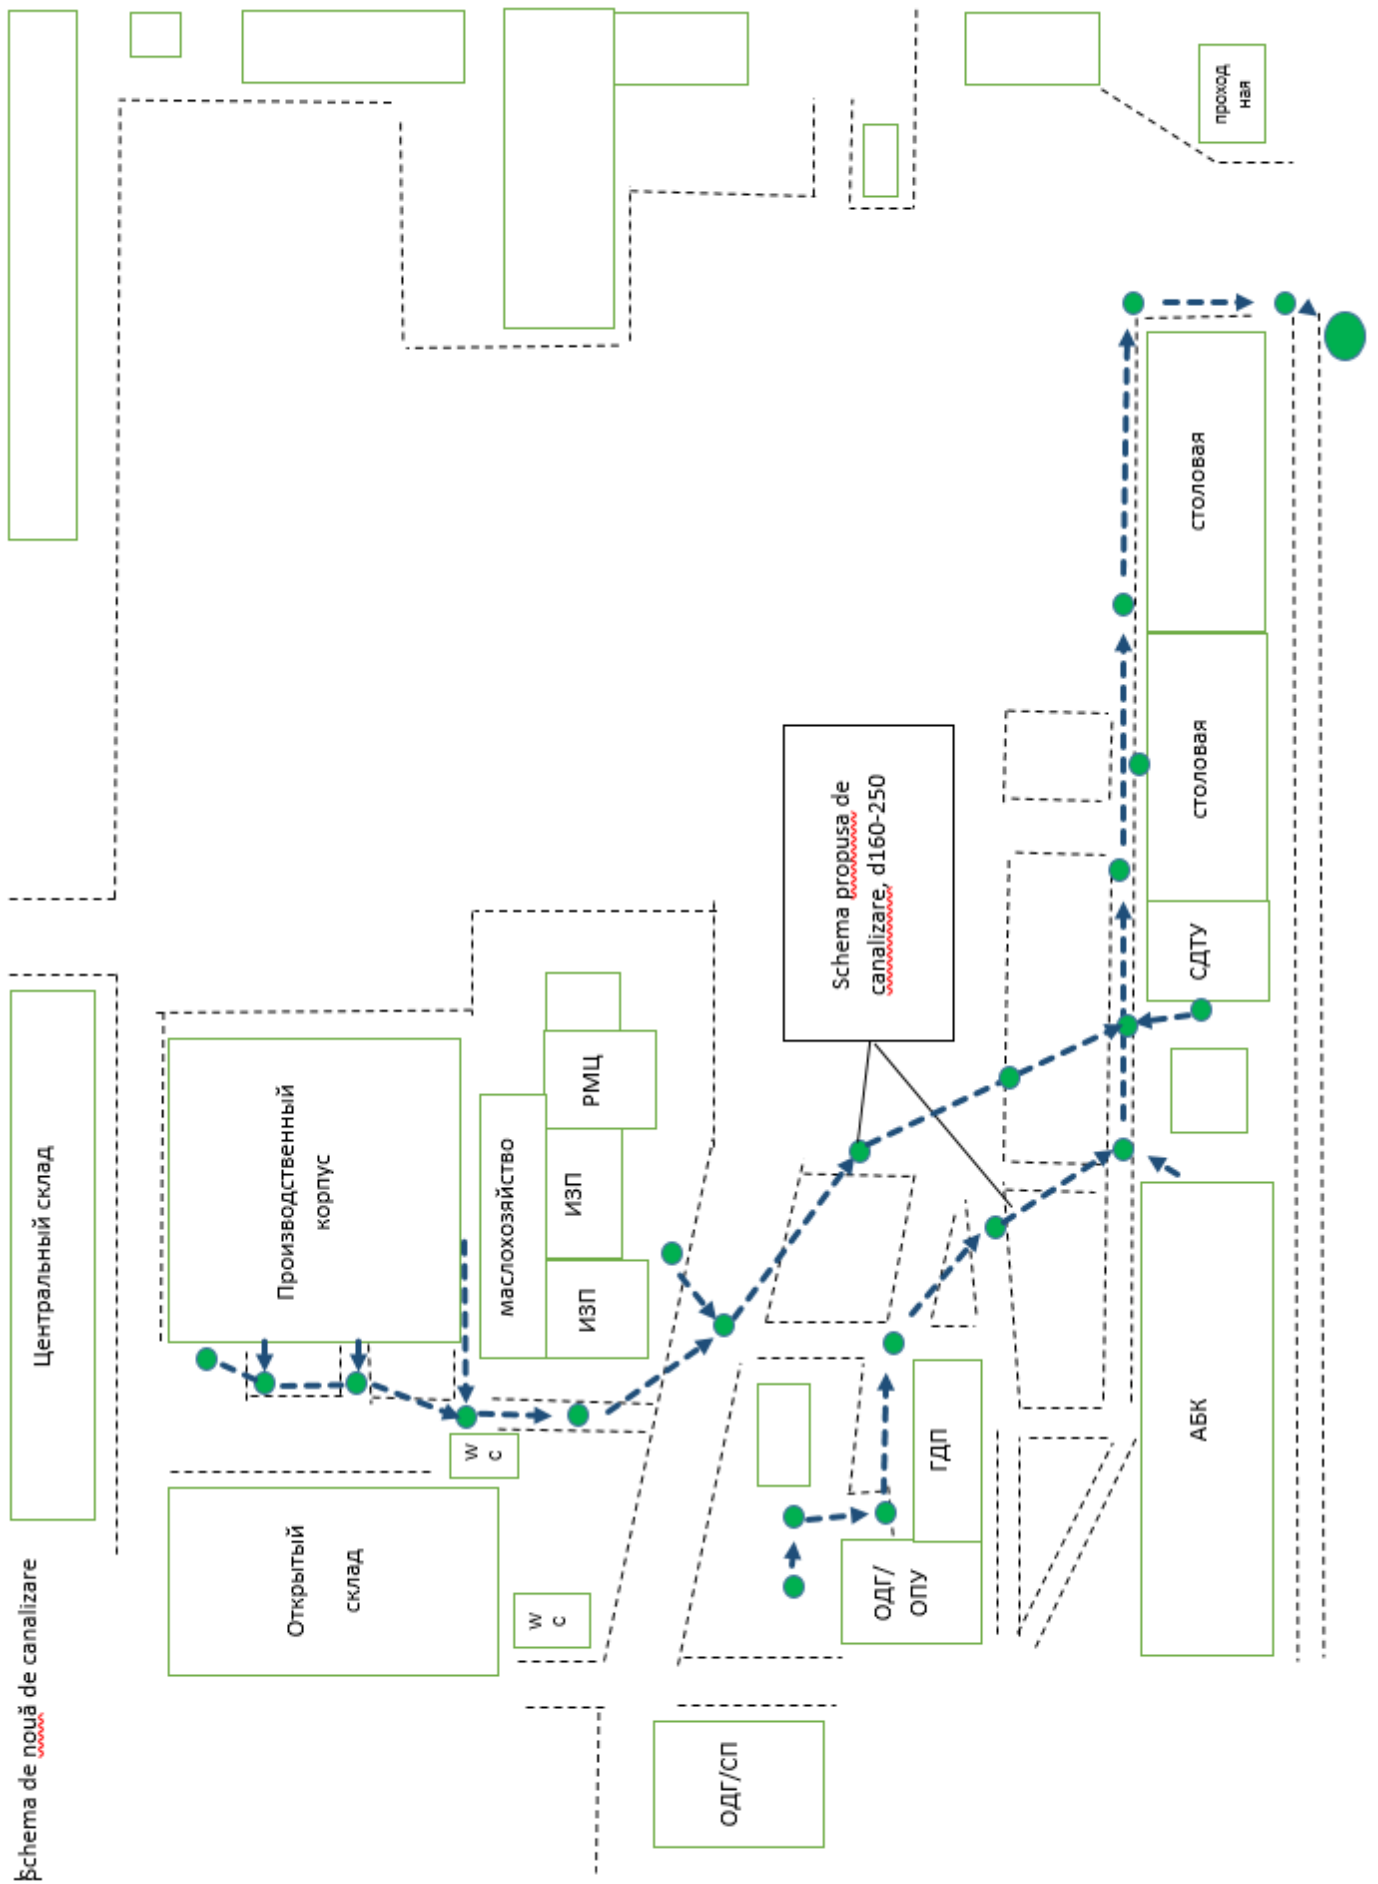 Schema de nouă de canalizare
Центральный склад
Производственный
корпус
Открытый
склад
w
c
w
c
маслохозяйство
РМЦ
ИЗП
ИЗП
ОДГ/СП
Schema propusa de
canalizare, d160-250
ОДГ/
ОПУ
ГДП
АБК
СДТУ
столовая
столовая
проход
ная